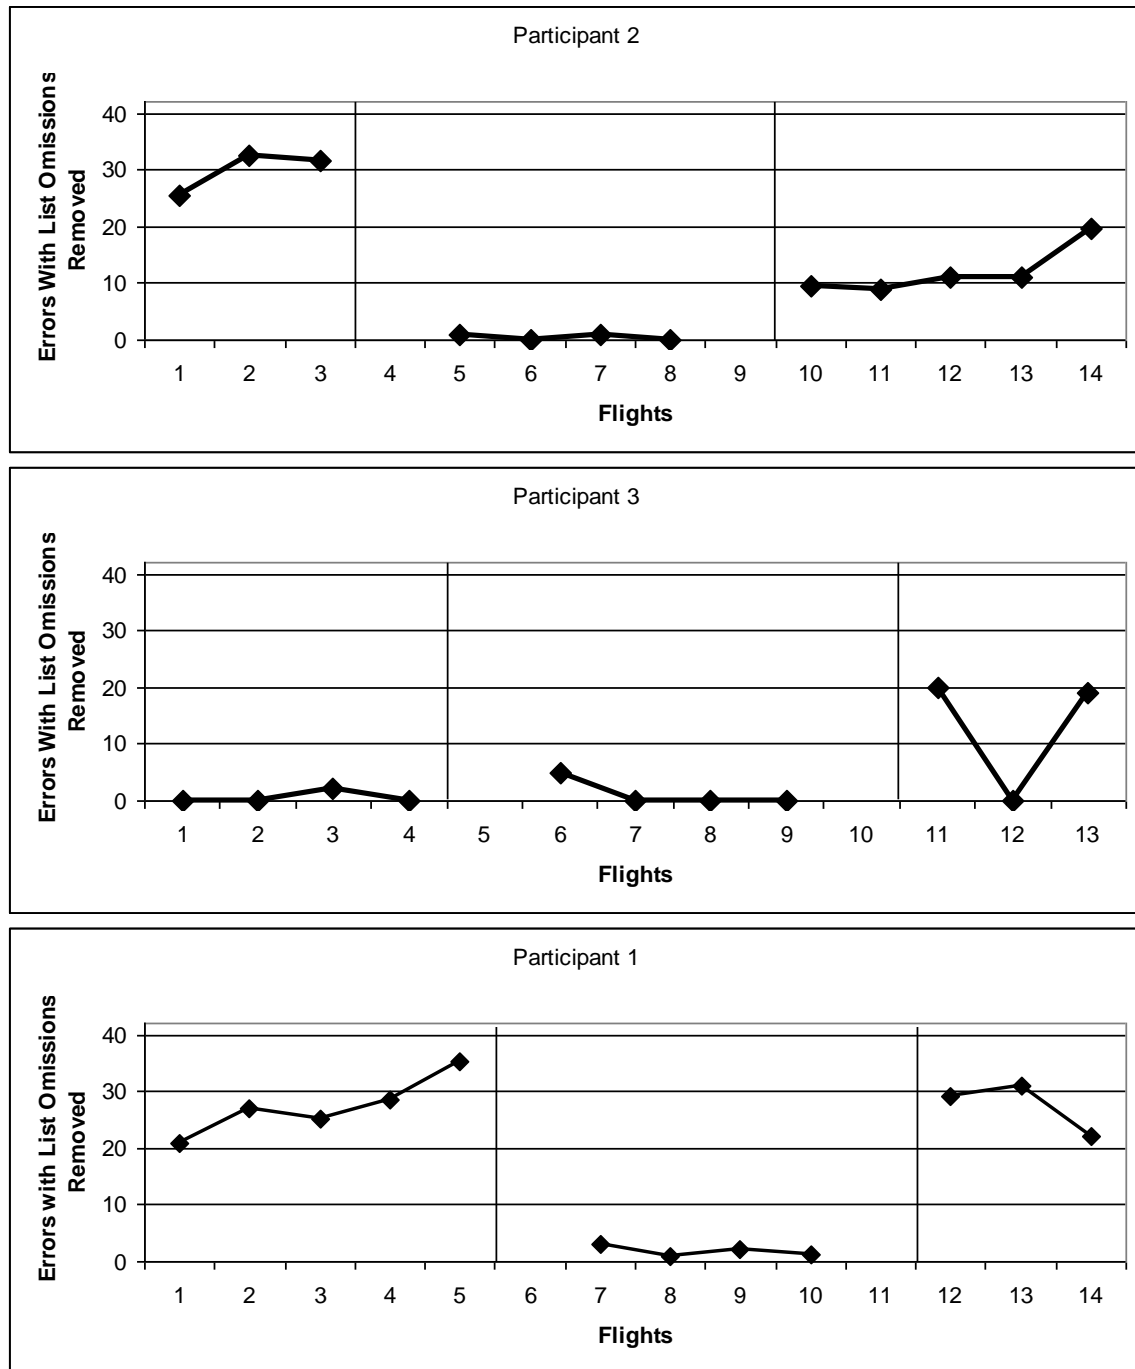 Participant 2
Errors With List Omissions
Removed
40
30
20
10
0
1 2 3 4 5 6 7 8 9 10 11 12 13 14
Flights
Participant 3
Errors With List Omissions
Removed
40
30
20
10
0
1 2 3 4 5 6 7 8 9 10 11 12 13
Flights
Participant 1
Errors with List Omissions
Removed
40
30
20
10
0
1 2 3 4 5 6 7 8 9 10 11 12 13 14
Flights